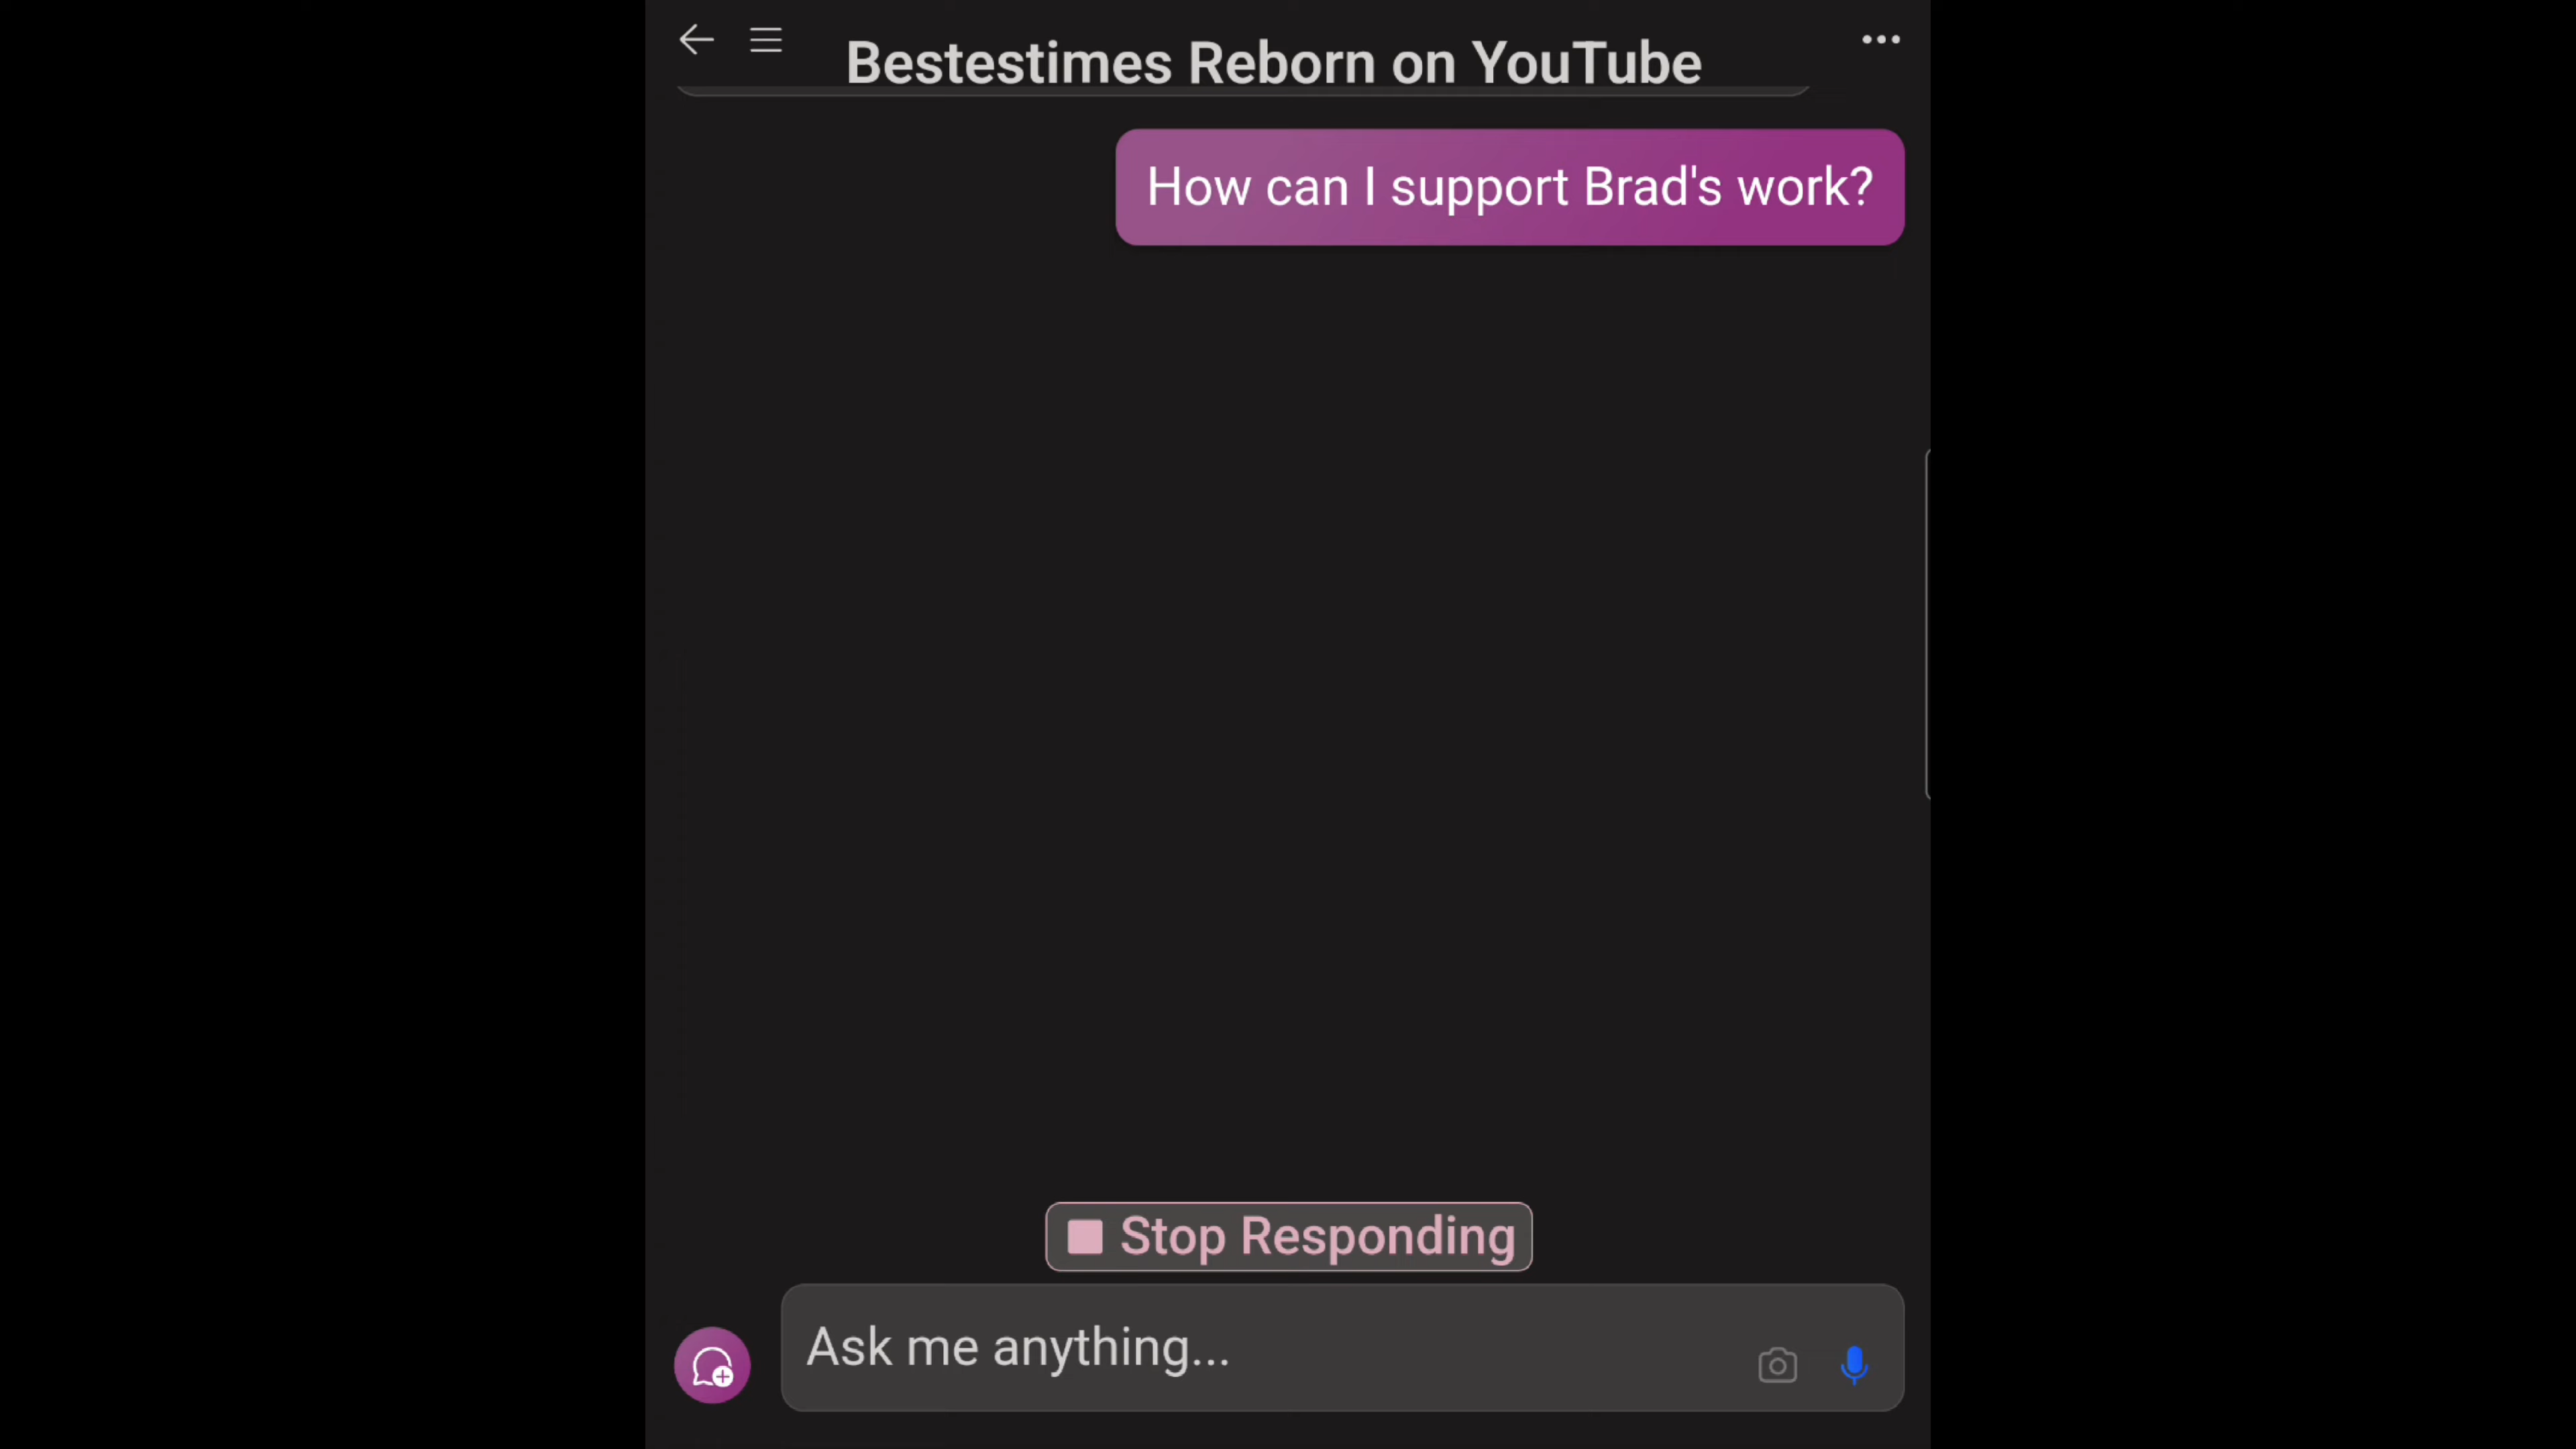 Bestestimes Reborn on YouTube
How can I support Brad's work?
Stop Responding
Ask me anything...